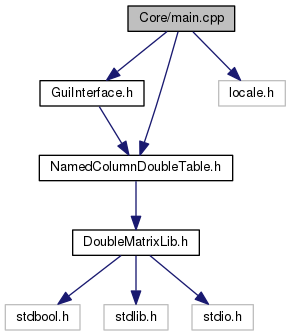 Core/main.cpp
GuiInterface.h
locale.h
NamedColumnDoubleTable.h
DoubleMatrixLib.h
stdbool.h
stdlib.h
stdio.h